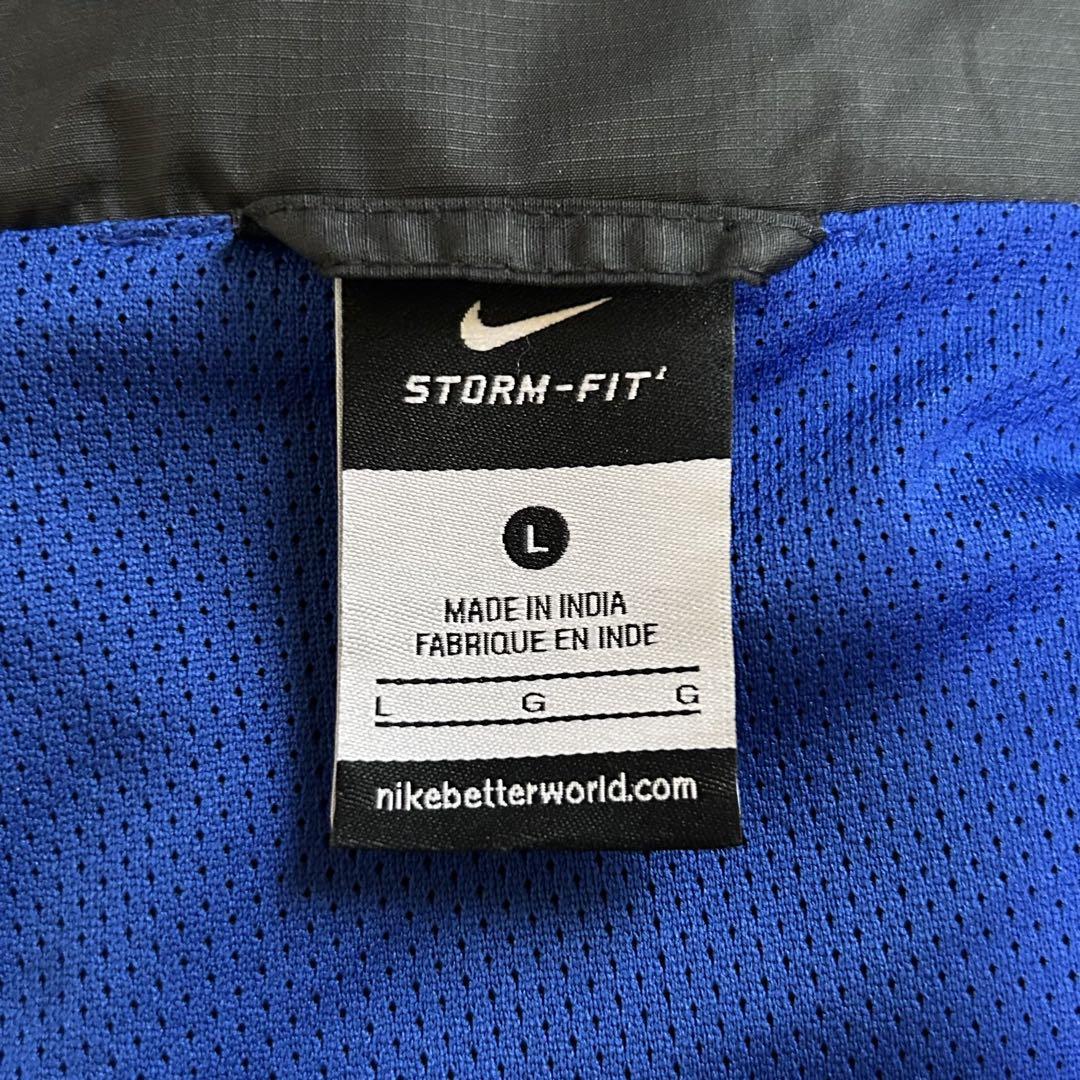 STORM-FIT
L
MADE IN INDIA
FABRIQUE EN INDE
L G G
nikebetterworld.com